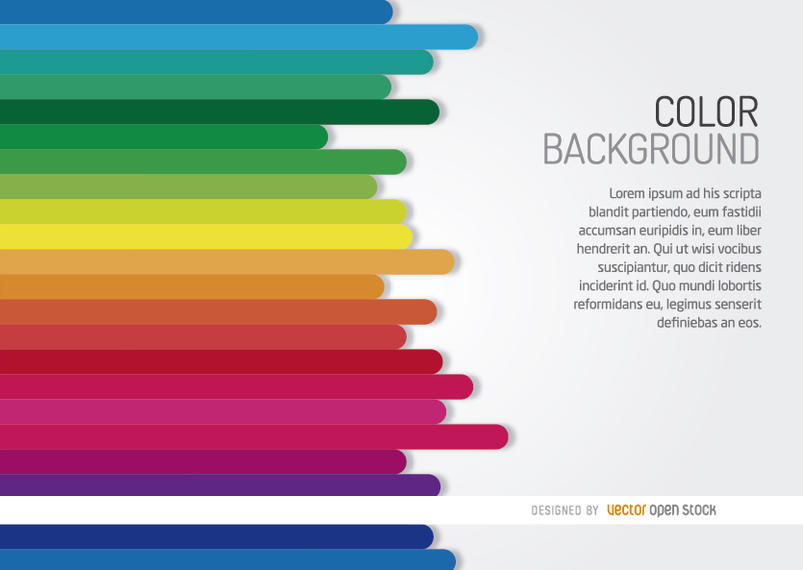 COLOR
BACKGROUND
Lorem ipsum ad his scripta
blandit partiendo, eum fastidii
accumsan euripidis in, eum liber
hendrerit an. Qui ut wisi vocibus
suscipiantur, quo dicit ridens
inciderint id. Quo mundi lobortis
reformidans eu, legimus senserit
definiebas an eos.
DESIGNED BY vector open stock